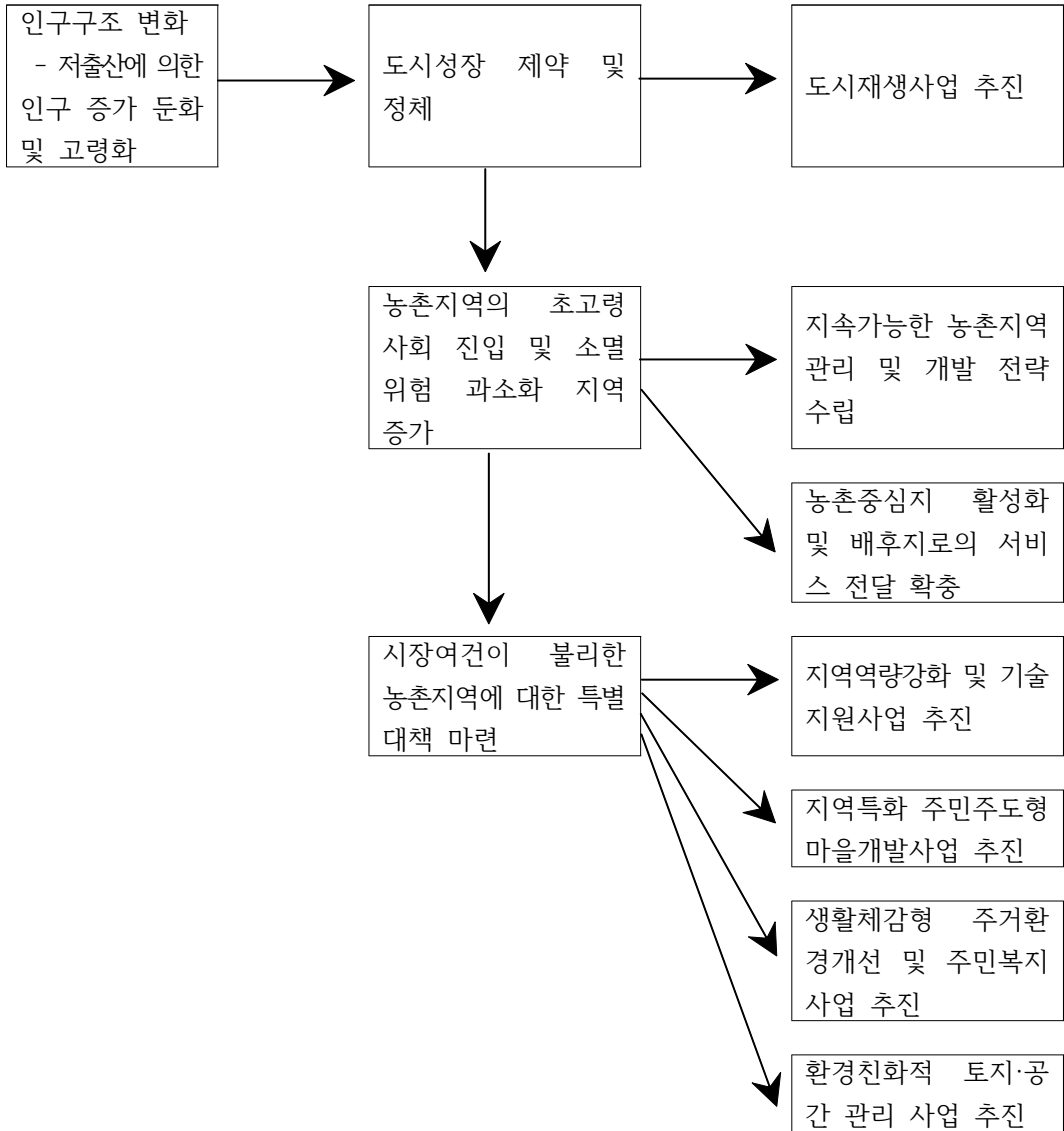 인구구조 변화
- 저출산에 의한
인구 증가 둔화
및 고령화
도시성장 제약 및
정체
도시재생사업 추진
농촌지역의 초고령
사회 진입 및 소멸
위험 과소화 지역
증가
지속가능한 농촌지역
관리 및 개발 전략
수립
농촌중심지 활성화
및 배후지로의 서비
스 전달 확충
시장여건이 불리한
농촌지역에 대한 특별
대책 마련
지역역량강화 및 기술
지원사업 추진
지역특화 주민주도형
마을개발사업 추진
생활체감형 주거환
경개선 및 주민복지
사업 추진
환경친화적 토지·공
간 관리 사업 추진